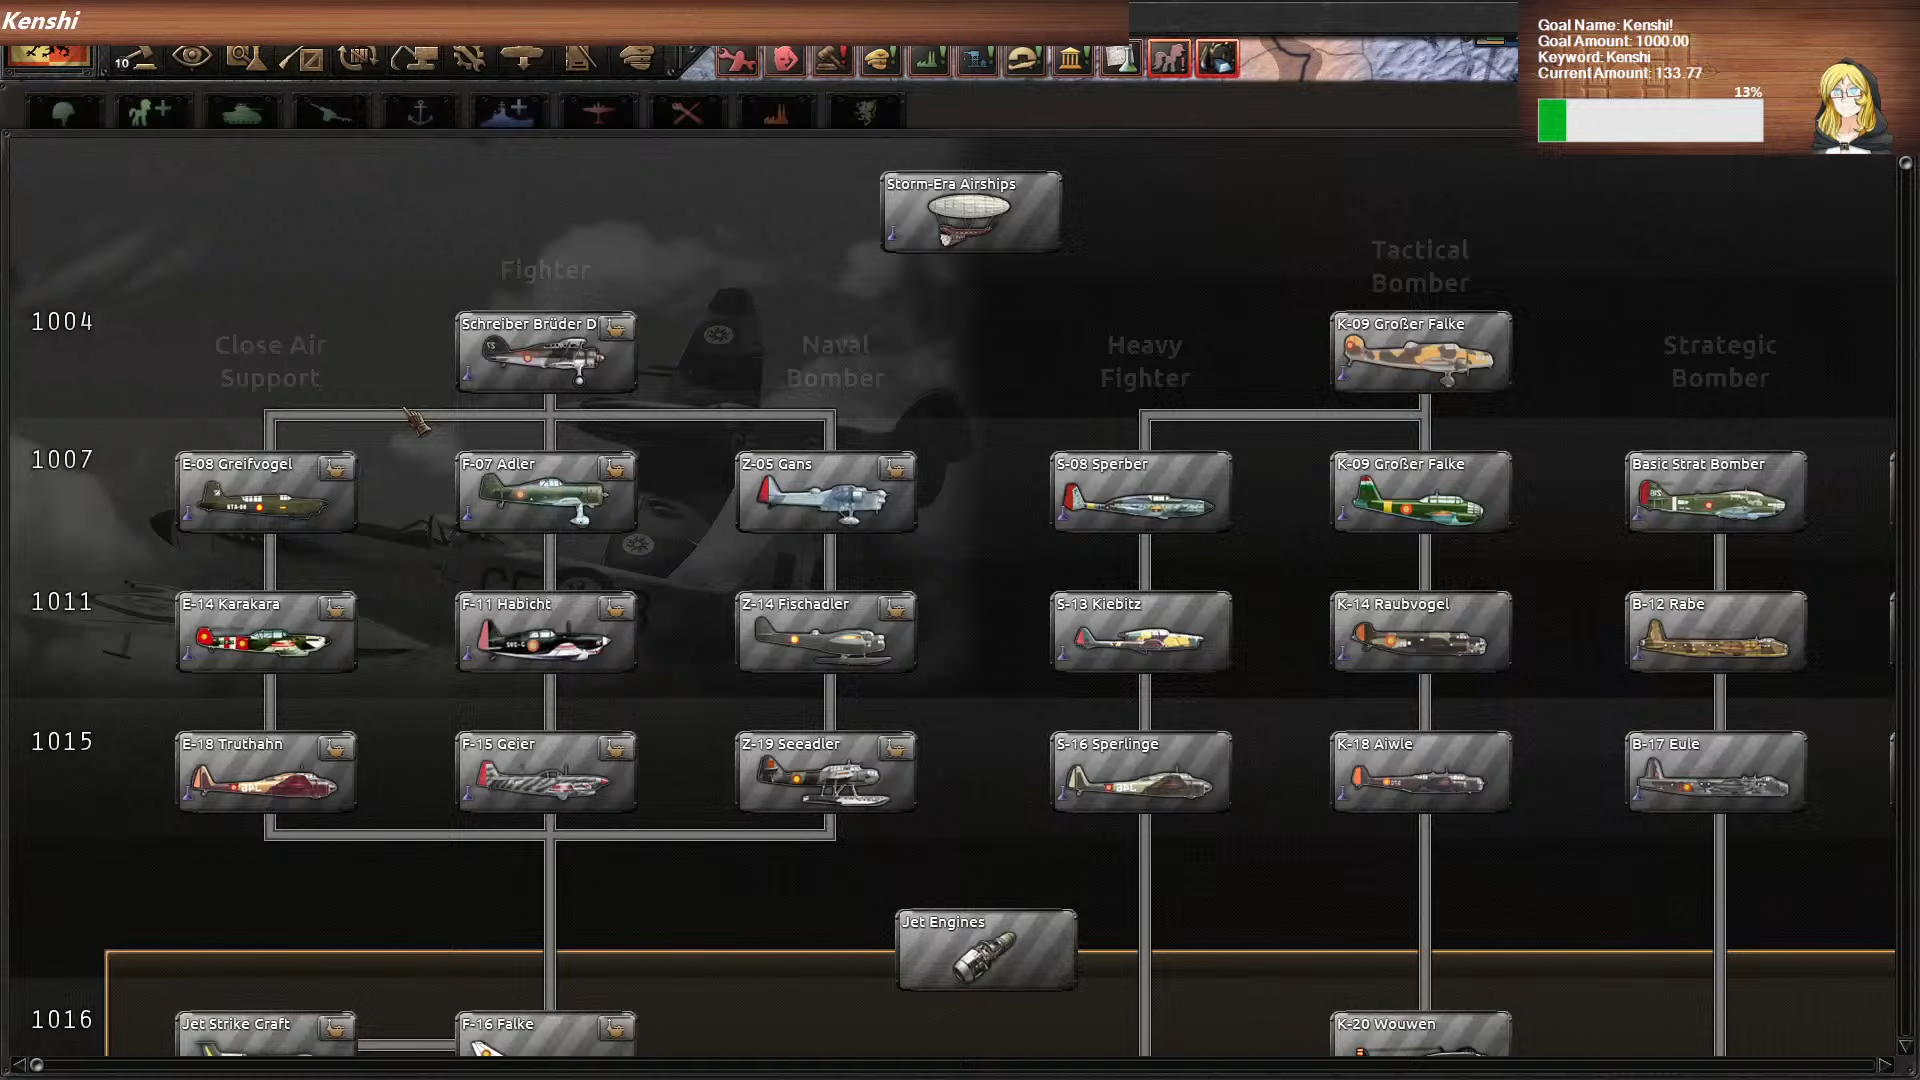 Kenshi
Goal Name: Kenshi!
Goal Amount: 1000.00
Keyword: Kenshi
Current Amount: 133.77
13%
10
Storm-Era Airships
Fighter
Tactical
Bomber
1004
Schreiber Brüder D
K-09 Großer Falke
Close Air
Support
Naval
Bomber
Heavy
Fighter
Strategic
Bomber
1007
E-08 Greifvogel
F-07 Adler
Z-05 Gans
S-08 Sperber
K-09 Großer Falke
Basic Strat Bomber
1011
E-14 Karakara
F-11 Habicht
Z-14 Fischadler
S-13 Kiebitz
K-14 Raubvogel
B-12 Rabe
1015
E-18 Truthahn
F-15 Geier
Z-19 Seeadler
S-16 Sperlinge
K-18 Aiwle
B-17 Eule
Jet Engines
1016
Jet Strike Craft
F-16 Falke
K-20 Wouwen